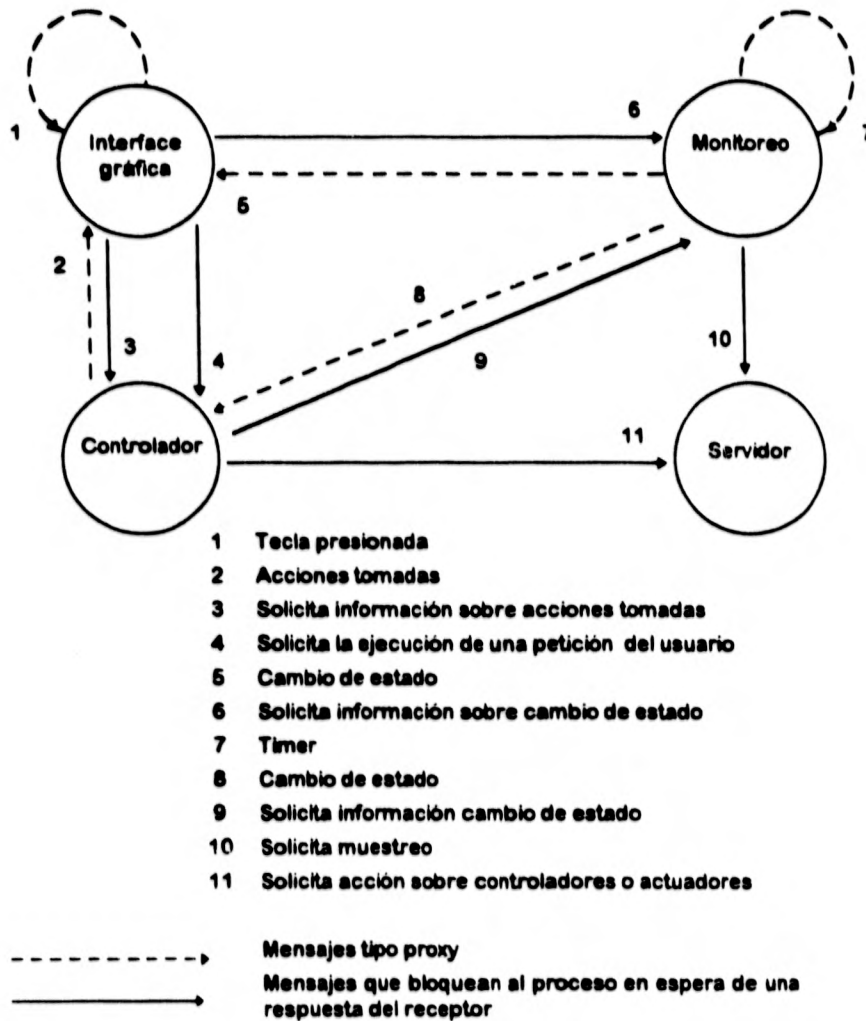 1
Interface
gráfica
6
Monitoreo
7
5
2
3
4
8
9
10
Controlador
11
Servidor
1 Tecla presionada
2 Acciones tomadas
3 Solicita información sobre acciones tomadas
4 Solicita la ejecución de una petición del usuario
5 Cambio de estado
6 Solicita información sobre cambio de estado
7 Timer
8 Cambio de estado
9 Solicita información cambio de estado
10 Solicita muestreo
11 Solicita acción sobre controladores o actuadores
Mensajes tipo proxy
Mensajes que bloquean al proceso en espera de una
respuesta del receptor